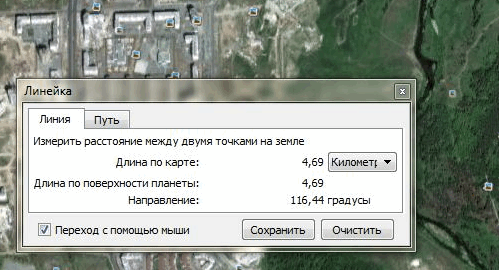 Линейка
Линия Путь
Измерить расстояние между двумя точками на земле
Длина по карте: 4,69 Километр
Длина по поверхности планеты: 4,69
Направление: 116,44 градусы
Переход с помощью мыши Сохранить Очистить